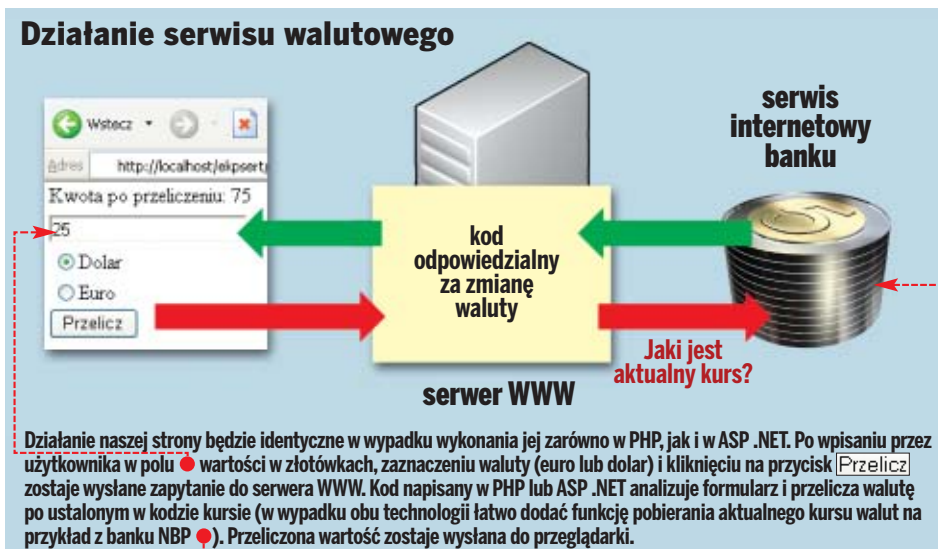 Działanie serwisu walutowego
Wstecz
Adres http://localhost/ekpsert/
Kwota po przeliczeniu: 75
25
Dolar
Euro
Przelicz
kod
odpowiedzialny
za zmianę
waluty
serwer WWW
serwis
internetowy
banku
Jaki jest
aktualny kurs?
Działanie naszej strony będzie identyczne w wypadku wykonania jej zarówno w PHP, jak i w ASP .NET. Po wpisaniu przez
użytkownika w polu wartości w złotówkach, zaznaczeniu waluty (euro lub dolar) i kliknięciu na przycisk Przelicz
zostaje wysłane zapytanie do serwera WWW. Kod napisany w PHP lub ASP .NET analizuje formularz i przelicza walutę
po ustalonym w kodzie kursie (w wypadku obu technologii łatwo dodać funkcję pobierania aktualnego kursu walut na
przykład z banku NBP ). Przeliczona wartość zostaje wysłana do przeglądarki.